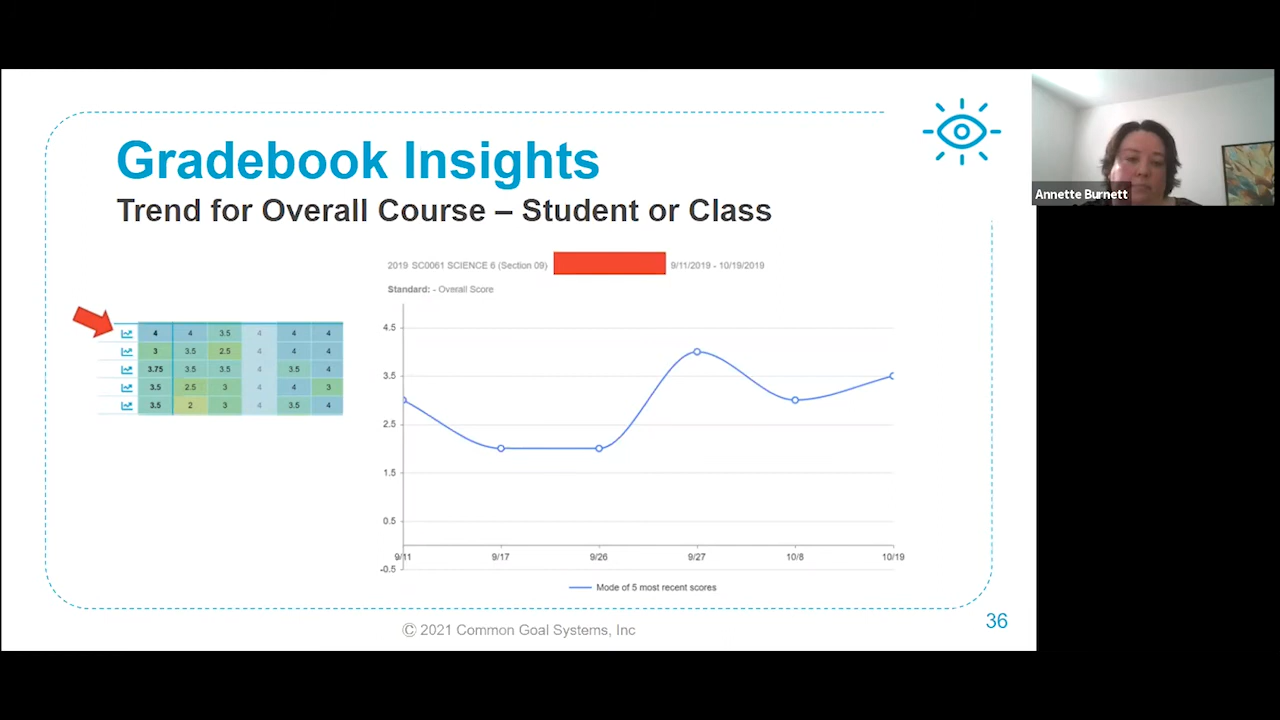 Gradebook Insights
Trend for Overall Course – Student or Class
2019 SC0061 SCIENCE 6 (Section 09) 9/11/2019 - 10/19/2019
Standard: - Overall Score
4 4 3.5 4 4 4
3 3.5 2.5 4 4 4
3.75 3.5 3.5 4 3.5 4
3.5 2.5 3 4 4 3
3.5 2 3 4 3.5 4
4.5
3.5
2.5
1.5
0.5
-0.5
9/11 9/17 9/26 9/27 10/8 10/19
Mode of 5 most recent scores
© 2021 Common Goal Systems, Inc
36
Annette Burnett